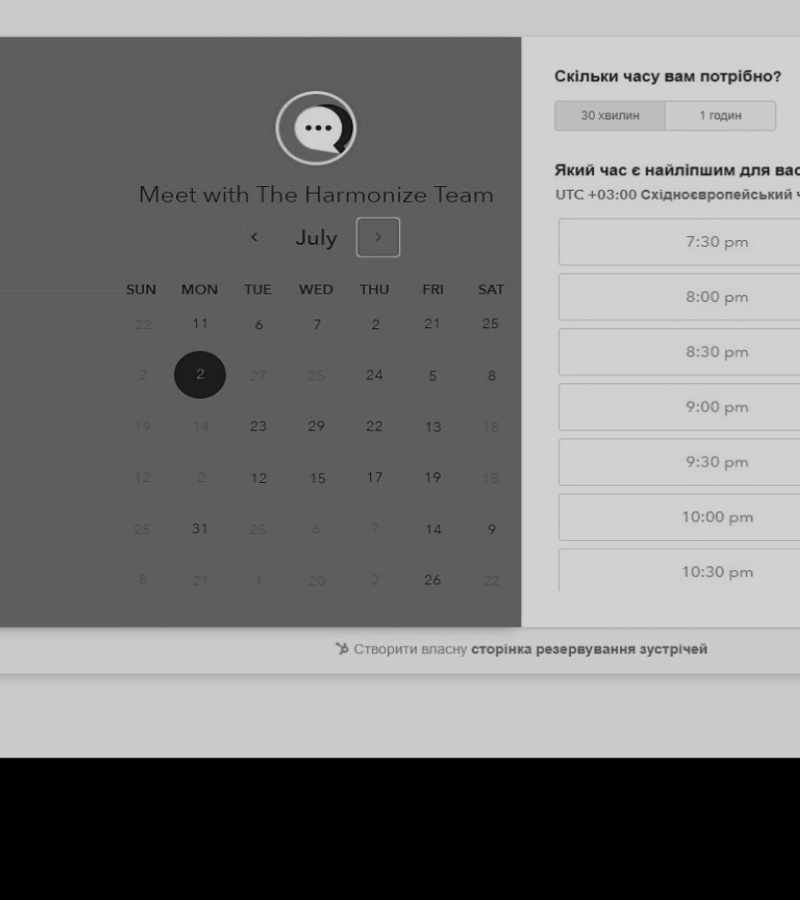 Meet with The Harmonize Team
July
SUN MON TUE WED THU FRI SAT
22 11 6 7 2 21 25
2 2 27 25 24 5 8
19 14 23 29 22 13 18
12 2 12 15 17 19 18
25 31 25 6 7 14 9
8 21 1 20 2 26 22
Скільки часу вам потрібно?
30 хвилин
1 годин
Який час є найліпшим для вас
UTC +03:00 Східноєвропейський ч
7:30 pm
8:00 pm
8:30 pm
9:00 pm
9:30 pm
10:00 pm
10:30 pm
Створити власну сторінка резервування зустрічей